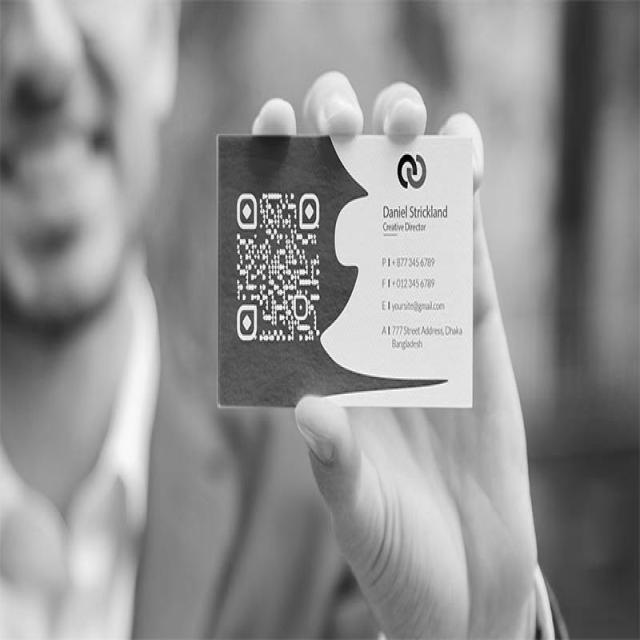 Daniel Strickland
Creative Director
P I + 877 345 6789
F I + 012 345 6789
E I yoursite@gmail.com
A I 777 Street Address, Dhaka
Bangladesh